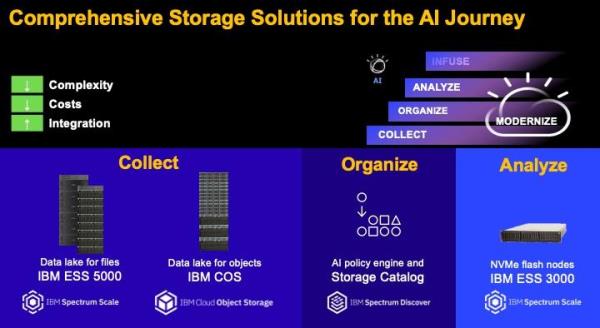 Comprehensive Storage Solutions for the AI Journey
↓ Complexity
↓ Costs
↑ Integration
AI
INFUSE
ANALYZE
ORGANIZE
COLLECT
MODERNIZE
Collect
Data lake for files
IBM ESS 5000
IBM Spectrum Scale
Data lake for objects
IBM COS
IBM Cloud Object Storage
Organize
AI policy engine and
Storage Catalog
IBM Spectrum Discover
Analyze
NVMe flash nodes
IBM ESS 3000
IBM Spectrum Scale